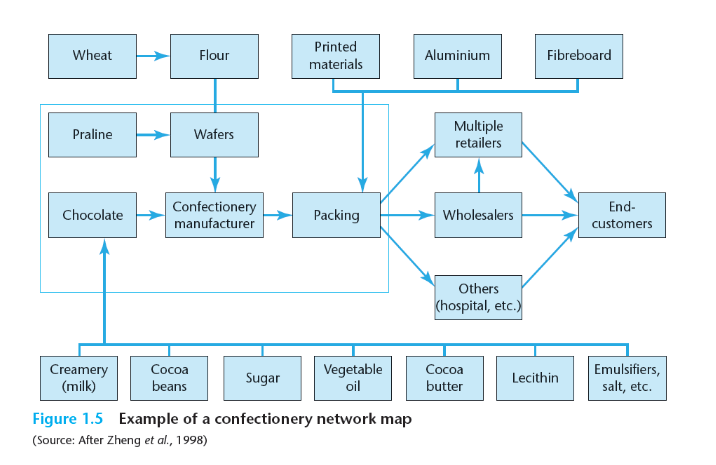 Wheat
Flour
Printed
materials
Aluminium
Fibreboard
Praline
Wafers
Multiple
retailers
Chocolate
Confectionery
manufacturer
Packing
Wholesalers
End-
customers
Others
(hospital, etc.)
Creamery
(milk)
Cocoa
beans
Sugar
Vegetable
oil
Cocoa
butter
Lecithin
Emulsifiers,
salt, etc.
Figure 1.5 Example of a confectionery network map
(Source: After Zheng et al., 1998)